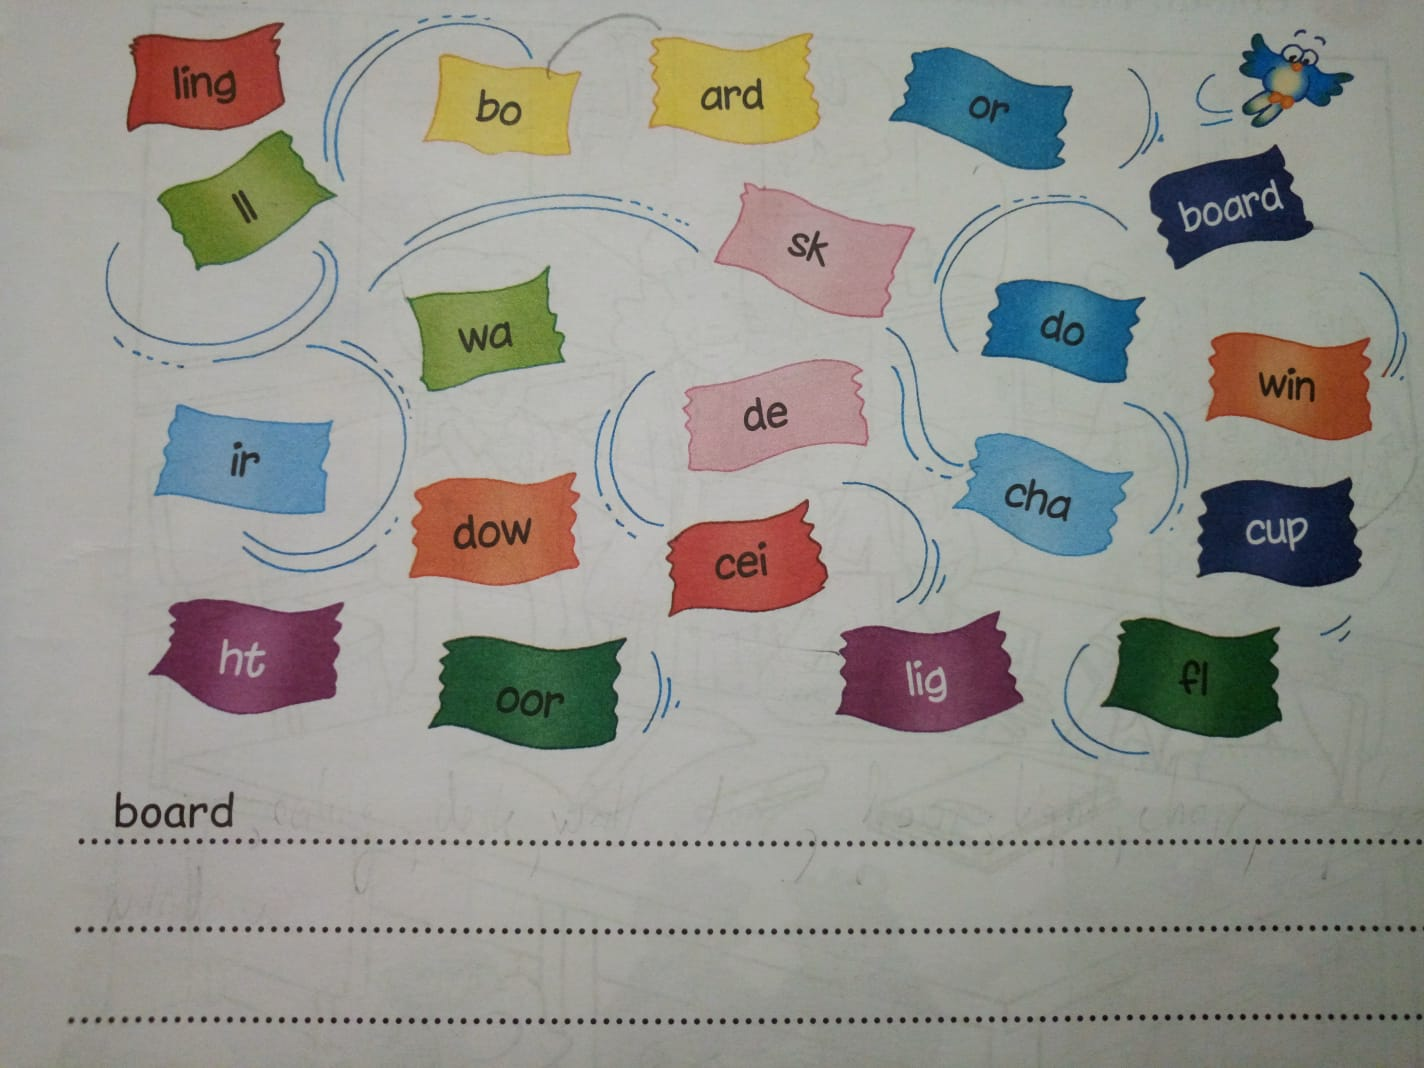 ling
bo
ard
or
ll
board
sk
wa
do
win
de
ir
cha
dow
cup
cei
ht
oor
lig
fl
board